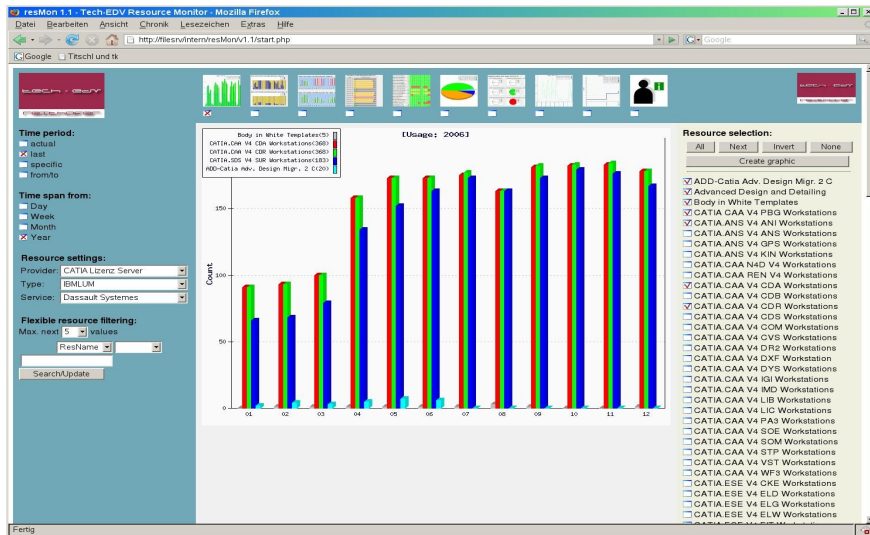 resMon 1.1 - Tech-EDV Resource Monitor - Mozilla Firefox
Datei Bearbeiten Ansicht Chronik Lesezeichen Extras Hilfe
http://filesrv/intern/resMon/v1.1/start.php
Google
Google
Titschl und tk
tech - edv
Time period:
actual
last
specific
from/to
Time span from:
Day
Week
Month
Year
Resource settings:
Provider: CATIA Lizenz Server
Type: IBMLUM
Service: Dassault Systemes
Flexible resource filtering:
Max. next 5 values
ResName
Search/Update
[Usage: 2006]
Body in White Templates(5)
CATIA.CAA V4 CDA Workstations(368)
CATIA.CAA V4 CDR Workstations(368)
CATIA.SDS V4 SUR Workstations(183)
ADD-Catia Adv. Design Migr. 2 C(20)
Count
150
100
50
0
01 02 03 04 05 06 07 08 09 10 11 12
Resource selection:
All Next Invert None
Create graphic
ADD-Catia Adv. Design Migr. 2 C
Advanced Design and Detailing
Body in White Templates
CATIA CAA V4 PBG Workstations
CATIA.ANS V4 ANI Workstations
CATIA.ANS V4 ANS Workstations
CATIA.ANS V4 GPS Workstations
CATIA.ANS V4 KIN Workstations
CATIA.CAA N4D V4 Workstations
CATIA.CAA REN V4 Workstations
CATIA.CAA V4 CDA Workstations
CATIA.CAA V4 CDB Workstations
CATIA.CAA V4 CDR Workstations
CATIA.CAA V4 CDS Workstations
CATIA.CAA V4 COM Workstations
CATIA.CAA V4 CVS Workstations
CATIA.CAA V4 DR2 Workstations
CATIA.CAA V4 DXF Workstation
CATIA.CAA V4 DYS Workstations
CATIA.CAA V4 IGI Workstations
CATIA.CAA V4 IMD Workstations
CATIA.CAA V4 LIB Workstations
CATIA.CAA V4 LIC Workstations
CATIA.CAA V4 PA3 Workstations
CATIA.CAA V4 SOE Workstations
CATIA.CAA V4 SOM Workstations
CATIA.CAA V4 STP Workstations
CATIA.CAA V4 VST Workstations
CATIA.CAA V4 WF3 Workstations
CATIA.ESE V4 CKE Workstations
CATIA.ESE V4 ELD Workstations
CATIA.ESE V4 ELG Workstations
CATIA.ESE V4 ELW Workstations
Fertig